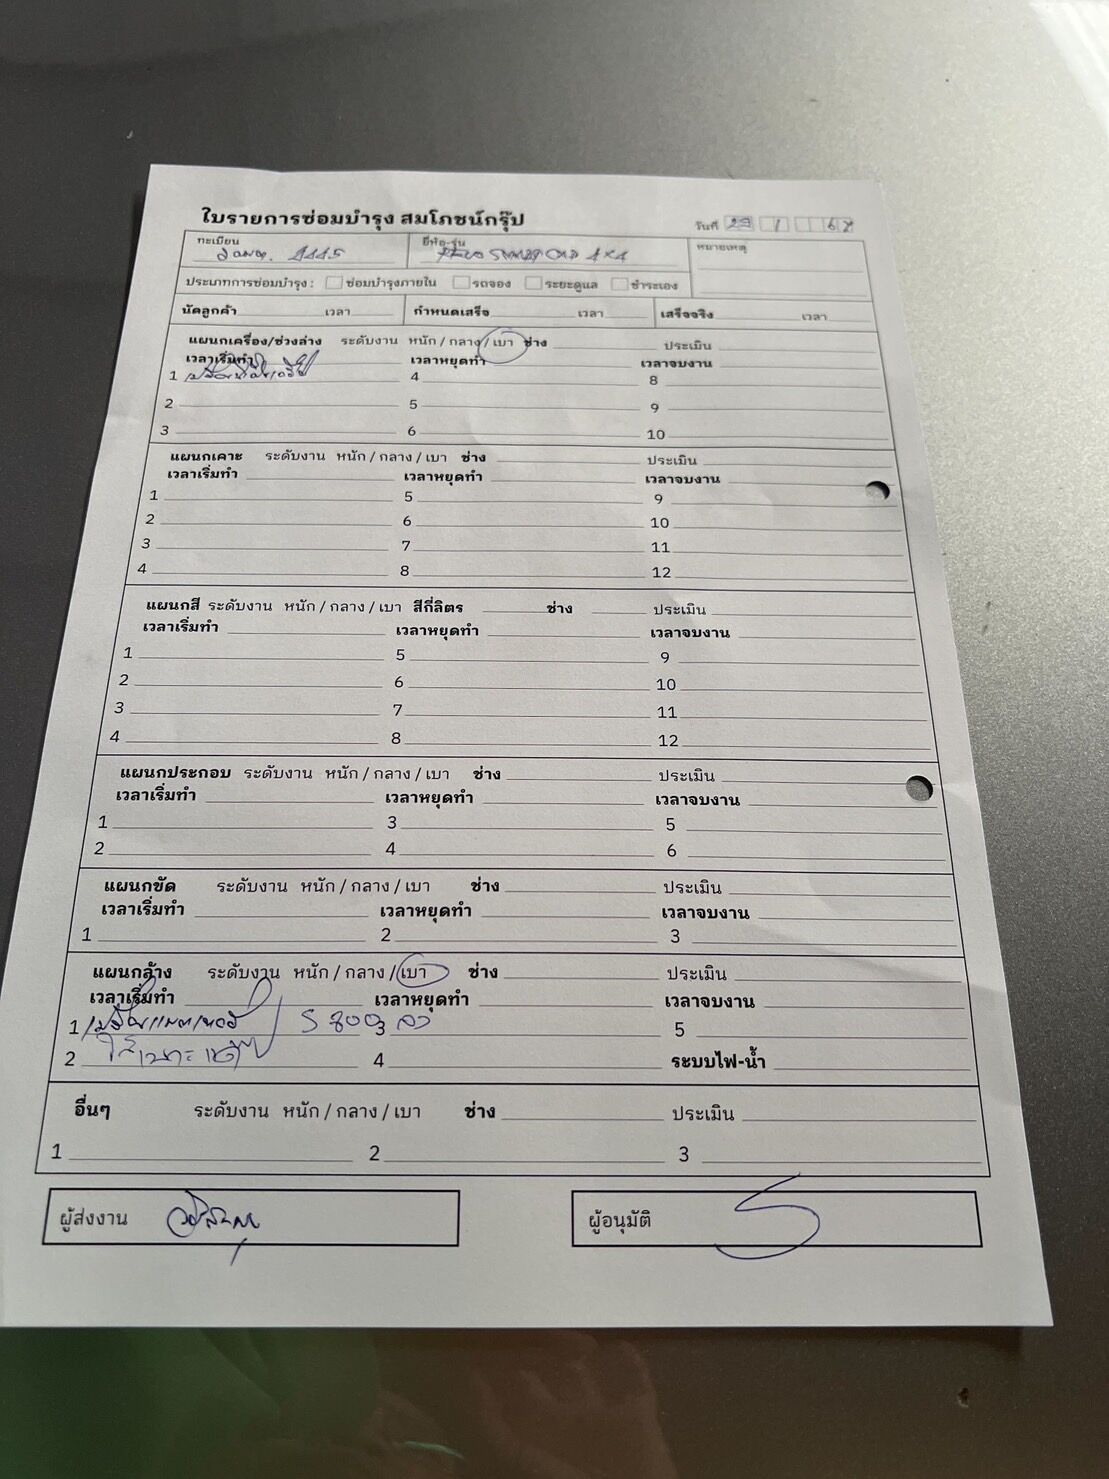 ใบรายการซ่อมบำรุง สมโภชน์กรุ๊ป
วันที่ 23 1 68
ทะเบียน ยี่ห้อ-รุ่น หมายเหตุ
4x4
ประเภทการซ่อมบำรุง : ซ่อมบำรุงภายใน รถจอง ระยะดูแล ชำระเอง
นัดลูกค้า เวลา กำหนดเสร็จ เวลา เสร็จจริง เวลา
แผนกเครื่อง/ช่วงล่าง ระดับงาน หนัก / กลาง / เบา ช่าง ประเมิน
เวลาเริ่มทำ เวลาหยุดทำ เวลาจบงาน
1 4 8
2 5 9
3 6 10
แผนกเคาะ ระดับงาน หนัก / กลาง / เบา ช่าง ประเมิน
เวลาเริ่มทำ เวลาหยุดทำ เวลาจบงาน
1 5 9
2 6 10
3 7 11
4 8 12
แผนกสี ระดับงาน หนัก / กลาง / เบา สีกี่ลิตร ช่าง ประเมิน
เวลาเริ่มทำ เวลาหยุดทำ เวลาจบงาน
1 5 9
2 6 10
3 7 11
4 8 12
แผนกประกอบ ระดับงาน หนัก / กลาง / เบา ช่าง ประเมิน
เวลาเริ่มทำ เวลาหยุดทำ เวลาจบงาน
1 3 5
2 4 6
แผนกขัด ระดับงาน หนัก / กลาง / เบา ช่าง ประเมิน
เวลาเริ่มทำ เวลาหยุดทำ เวลาจบงาน
1 2 3
แผนกล้าง ระดับงาน หนัก / กลาง / เบา ช่าง ประเมิน
เวลาเริ่มทำ เวลาหยุดทำ เวลาจบงาน
1 เปลี่ยนแบตเตอรี่ 3 5
2 4 ระบบไฟ-น้ำ
อื่นๆ ระดับงาน หนัก / กลาง / เบา ช่าง ประเมิน
1 2 3
ผู้ส่งงาน ผู้อนุมัติ